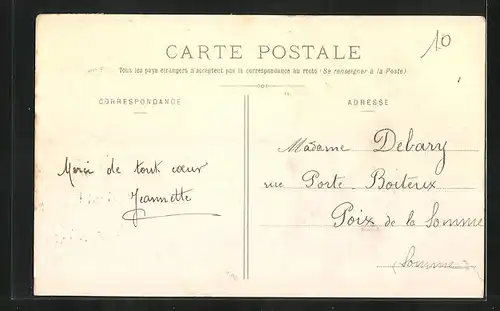 10
CARTE POSTALE
Tous les pays étrangers n'acceptent pas la correspondance au recto (Se renseigner à la Poste)
CORRESPONDANCE
ADRESSE
Merci de tout cœur
Jeannette
Madame Debary
rue Porte-Boiteux
Poix de la Somme
(Somme)